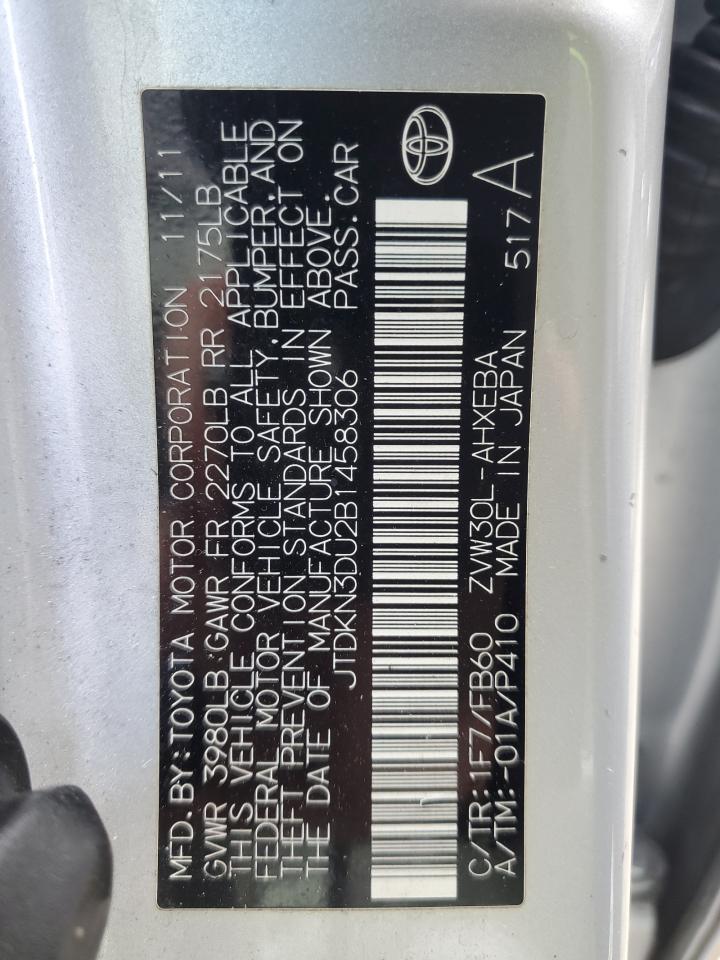 MFD. BY: TOYOTA MOTOR CORPORATION 11/11
GVWR 3980LB GAWR FR 2270LB RR 2175LB
THIS VEHICLE CONFORMS TO ALL APPLICABLE
FEDERAL MOTOR VEHICLE SAFETY, BUMPER, AND
THEFT PREVENTION STANDARDS IN EFFECT ON
THE DATE OF MANUFACTURE SHOWN ABOVE.
JTDKN3DU2B1458306 PASS. CAR
C/TR: 1F7/FB60 ZVW30L-AHXEBA 517 A
A/TM:-01A/P410 MADE IN JAPAN